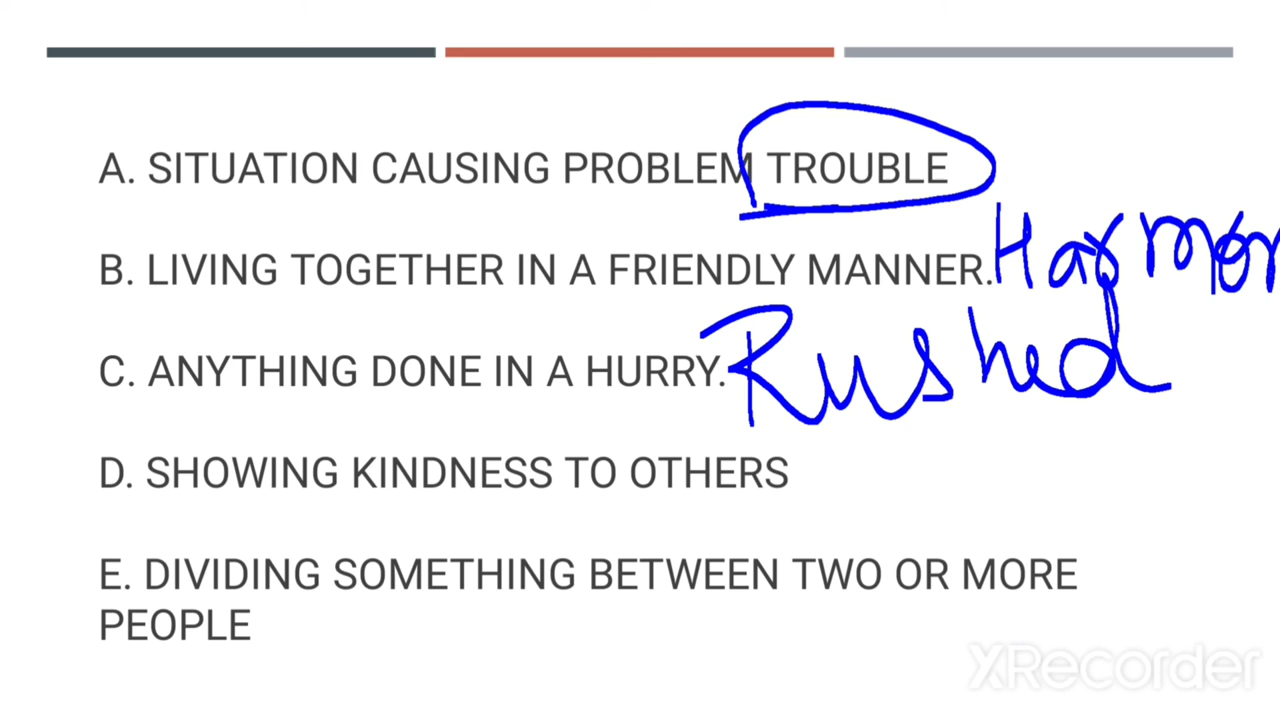 A. SITUATION CAUSING PROBLEM TROUBLE
B. LIVING TOGETHER IN A FRIENDLY MANNER. Harmon
C. ANYTHING DONE IN A HURRY. Rushed
D. SHOWING KINDNESS TO OTHERS
E. DIVIDING SOMETHING BETWEEN TWO OR MORE
PEOPLE
XRecorder